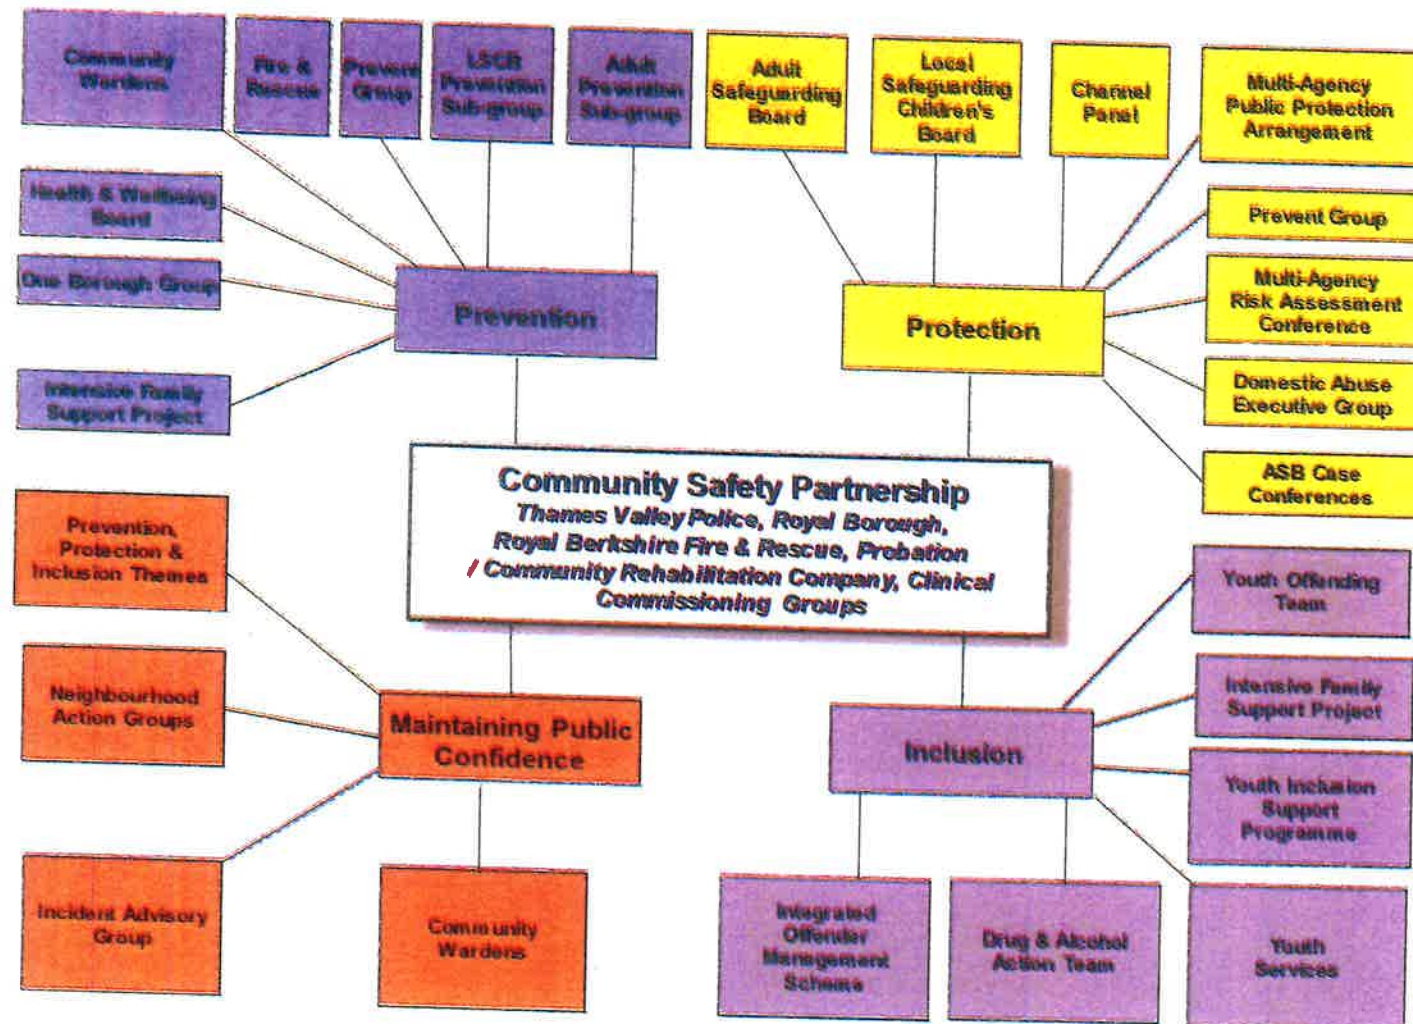 Community
Wardens
Fire &
Rescue
Prevent
Group
LSCB
Prevention
Sub-group
Adult
Prevention
Sub-group
Adult
Safeguarding
Board
Local
Safeguarding
Children's
Board
Channel
Panel
Multi-Agency
Public Protection
Arrangement
Health & Wellbeing
Board
Prevent Group
One Borough Group
Multi-Agency
Risk Assessment
Conference
Prevention
Protection
Intensive Family
Support Project
Domestic Abuse
Executive Group
ASB Case
Conferences
Community Safety Partnership
Thames Valley Police, Royal Borough,
Royal Berkshire Fire & Rescue, Probation
/ Community Rehabilitation Company, Clinical
Commissioning Groups
Prevention,
Protection &
Inclusion Themes
Youth Offending
Team
Neighbourhood
Action Groups
Intensive Family
Support Project
Maintaining Public
Confidence
Inclusion
Youth Inclusion
Support
Programme
Incident Advisory
Group
Community
Wardens
Integrated
Offender
Management
Scheme
Drug & Alcohol
Action Team
Youth
Services